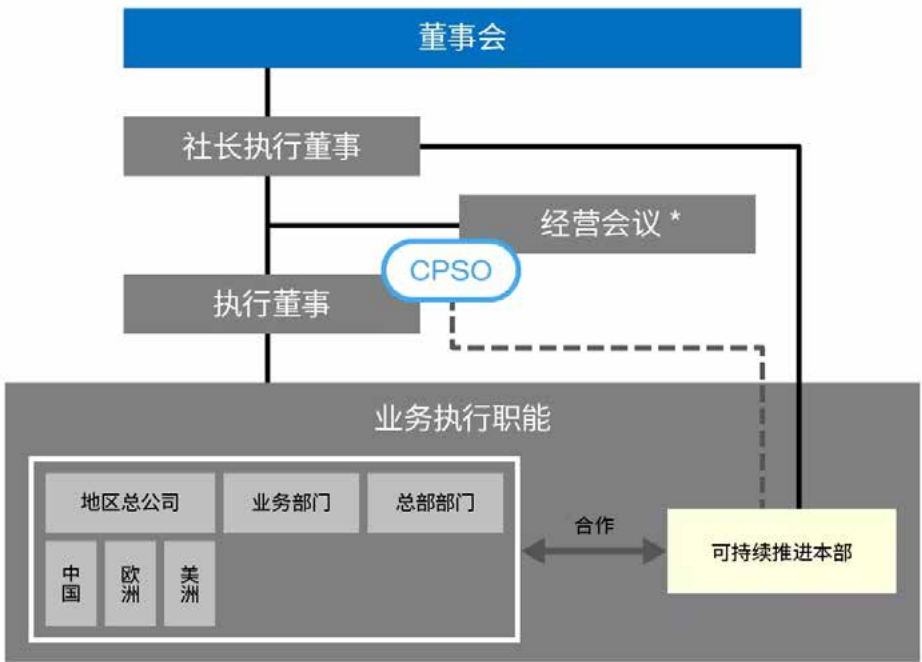 董事会
社长执行董事
经营会议 *
CPSO
执行董事
业务执行职能
地区总公司
业务部门
总部部门
合作
可持续推进本部
中国
欧洲
美洲